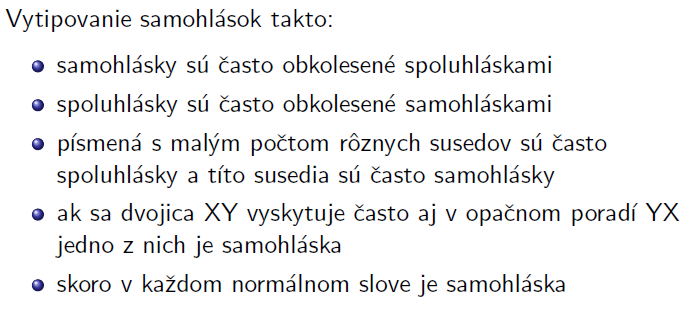 Vytipovanie samohlások takto:
samohlásky sú často obkolesené spoluhláskami
spoluhlásky sú často obkolesené samohláskami
písmená s malým počtom rôznych susedov sú často
spoluhlásky a títo susedia sú často samohlásky
ak sa dvojica XY vyskytuje často aj v opačnom poradí YX
jedno z nich je samohláska
skoro v každom normálnom slove je samohláska